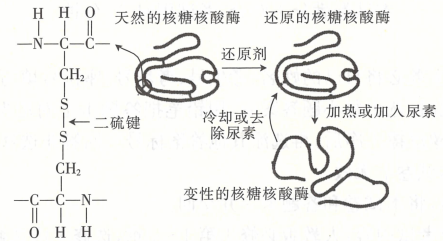 H H O
天然的核糖核酸酶
还原的核糖核酸酶
—N—C—C—
还原剂
CH₂
S
二硫键
S
冷却或去
除尿素
加热或加入尿素
CH₂
变性的核糖核酸酶
—C—C—N—
O H H